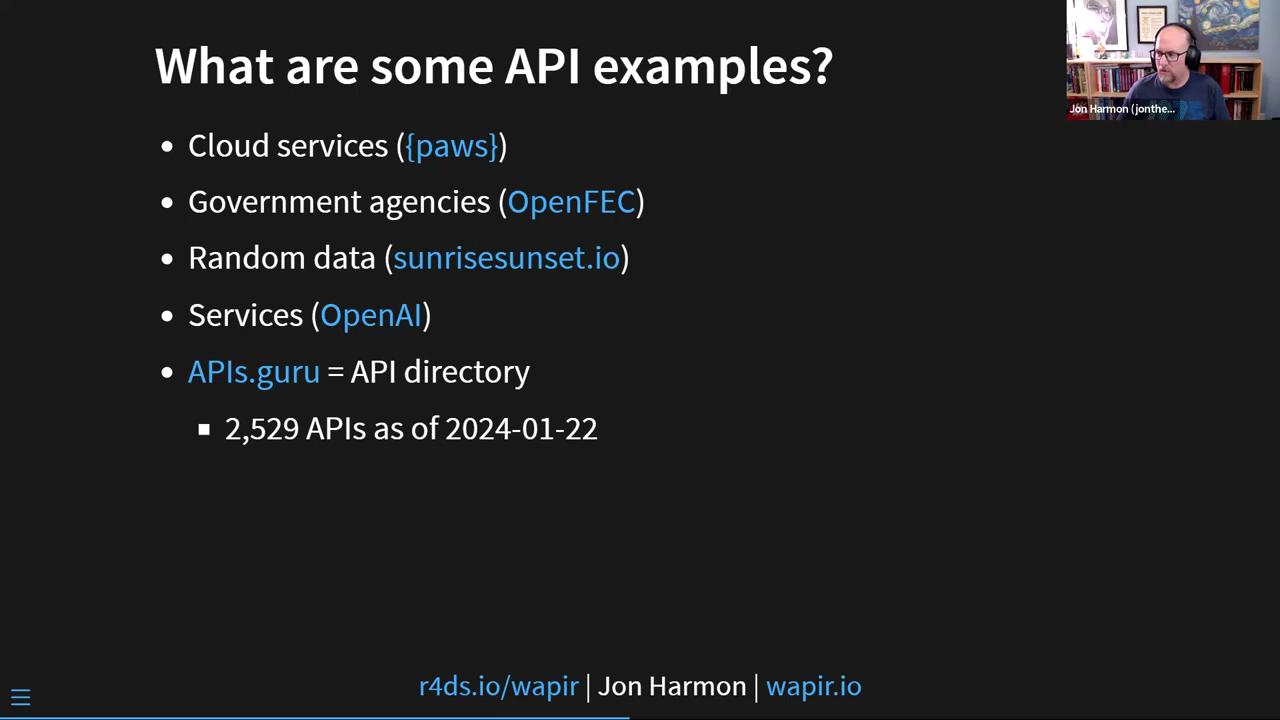 What are some API examples?
Jon Harmon (jonthe...
Cloud services ({paws})
Government agencies (OpenFEC)
Random data (sunrisesunset.io)
Services (OpenAI)
APIs.guru = API directory
2,529 APIs as of 2024-01-22
r4ds.io/wapir | Jon Harmon | wapir.io